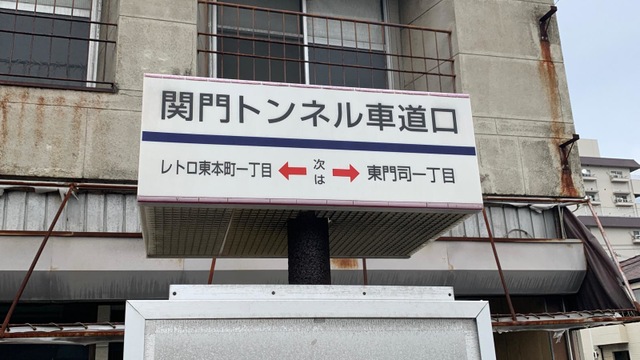 関門トンネル車道口
レトロ東本町一丁目 ← 次は → 東門司一丁目